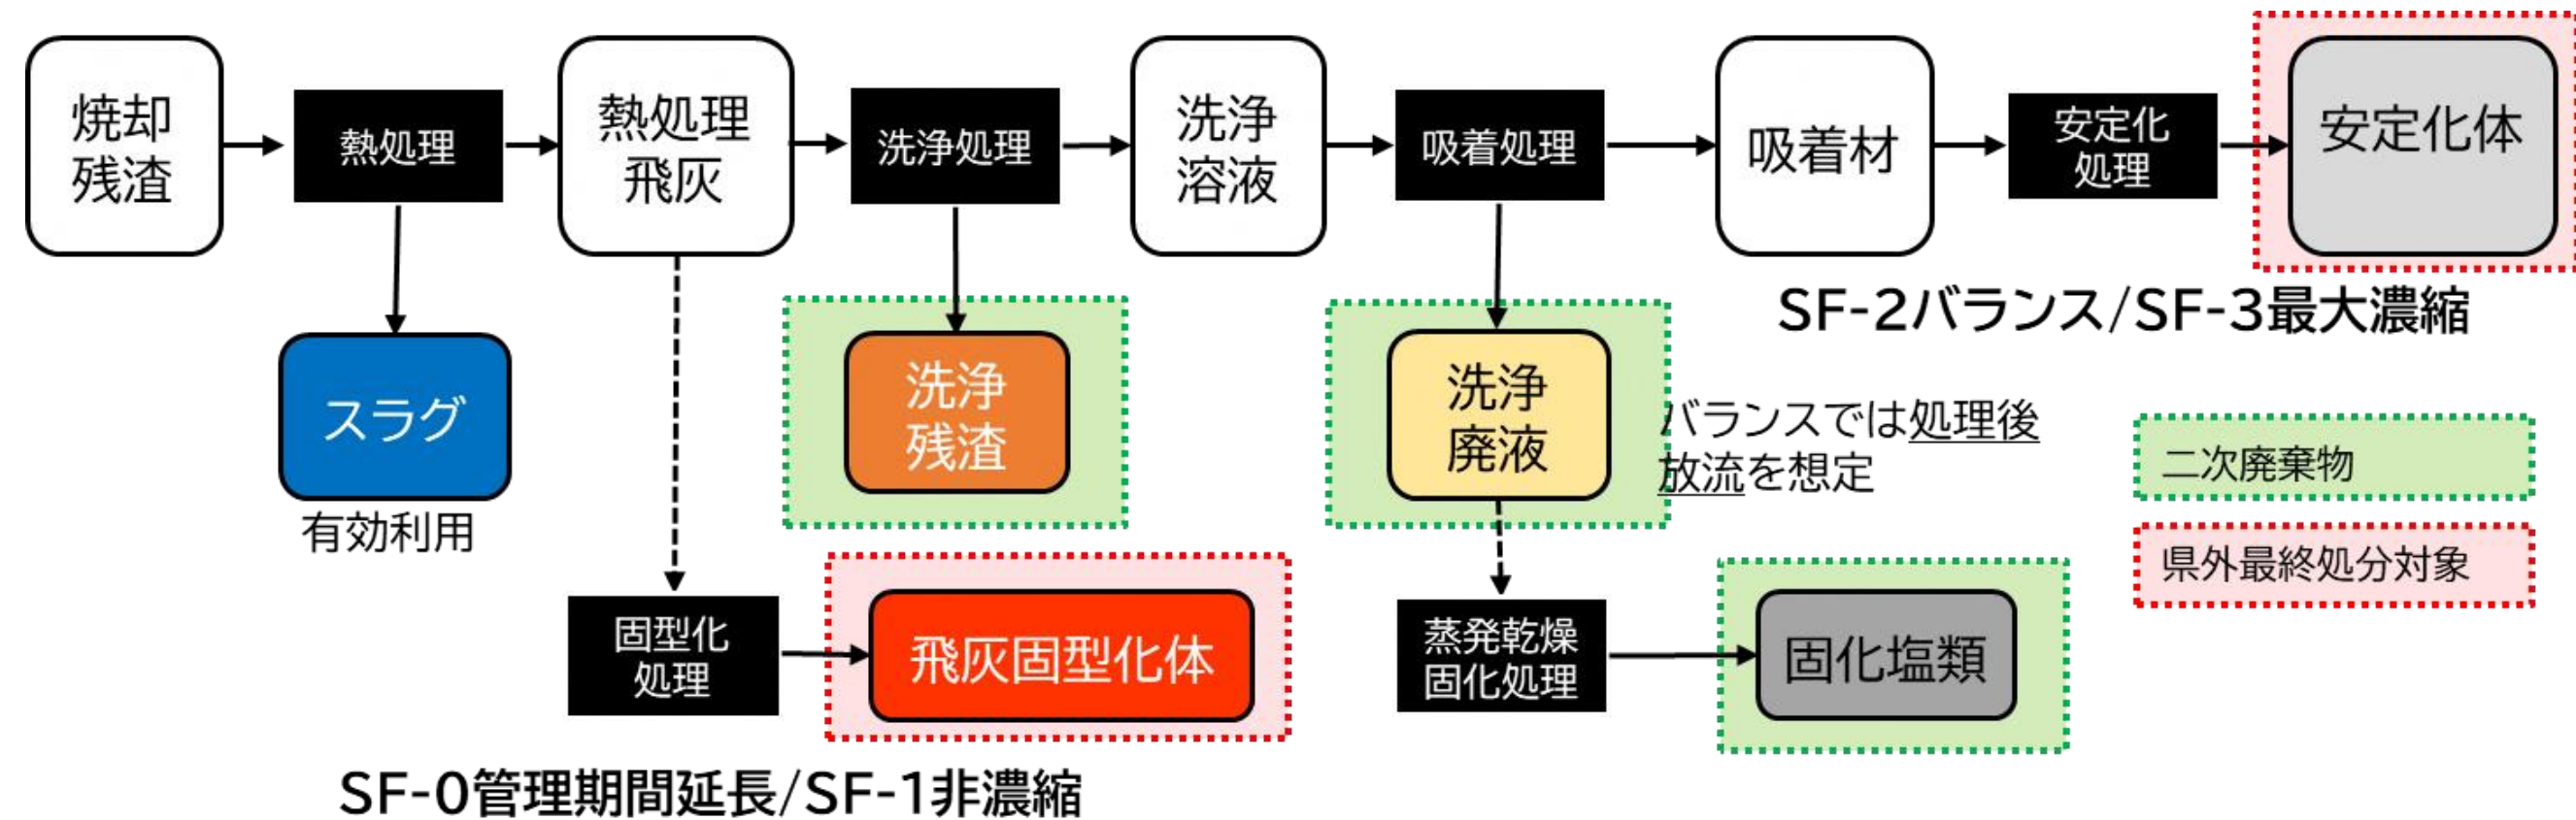 焼却
残渣
熱処理
熱処理
飛灰
洗浄処理
洗浄
溶液
吸着処理
吸着材
安定化
処理
安定化体
SF-2バランス/SF-3最大濃縮
スラグ
有効利用
洗浄
残渣
洗浄
廃液
バランスでは処理後
放流を想定
二次廃棄物
県外最終処分対象
固型化
処理
飛灰固型化体
蒸発乾燥
固化処理
固化塩類
SF-0管理期間延長/SF-1非濃縮